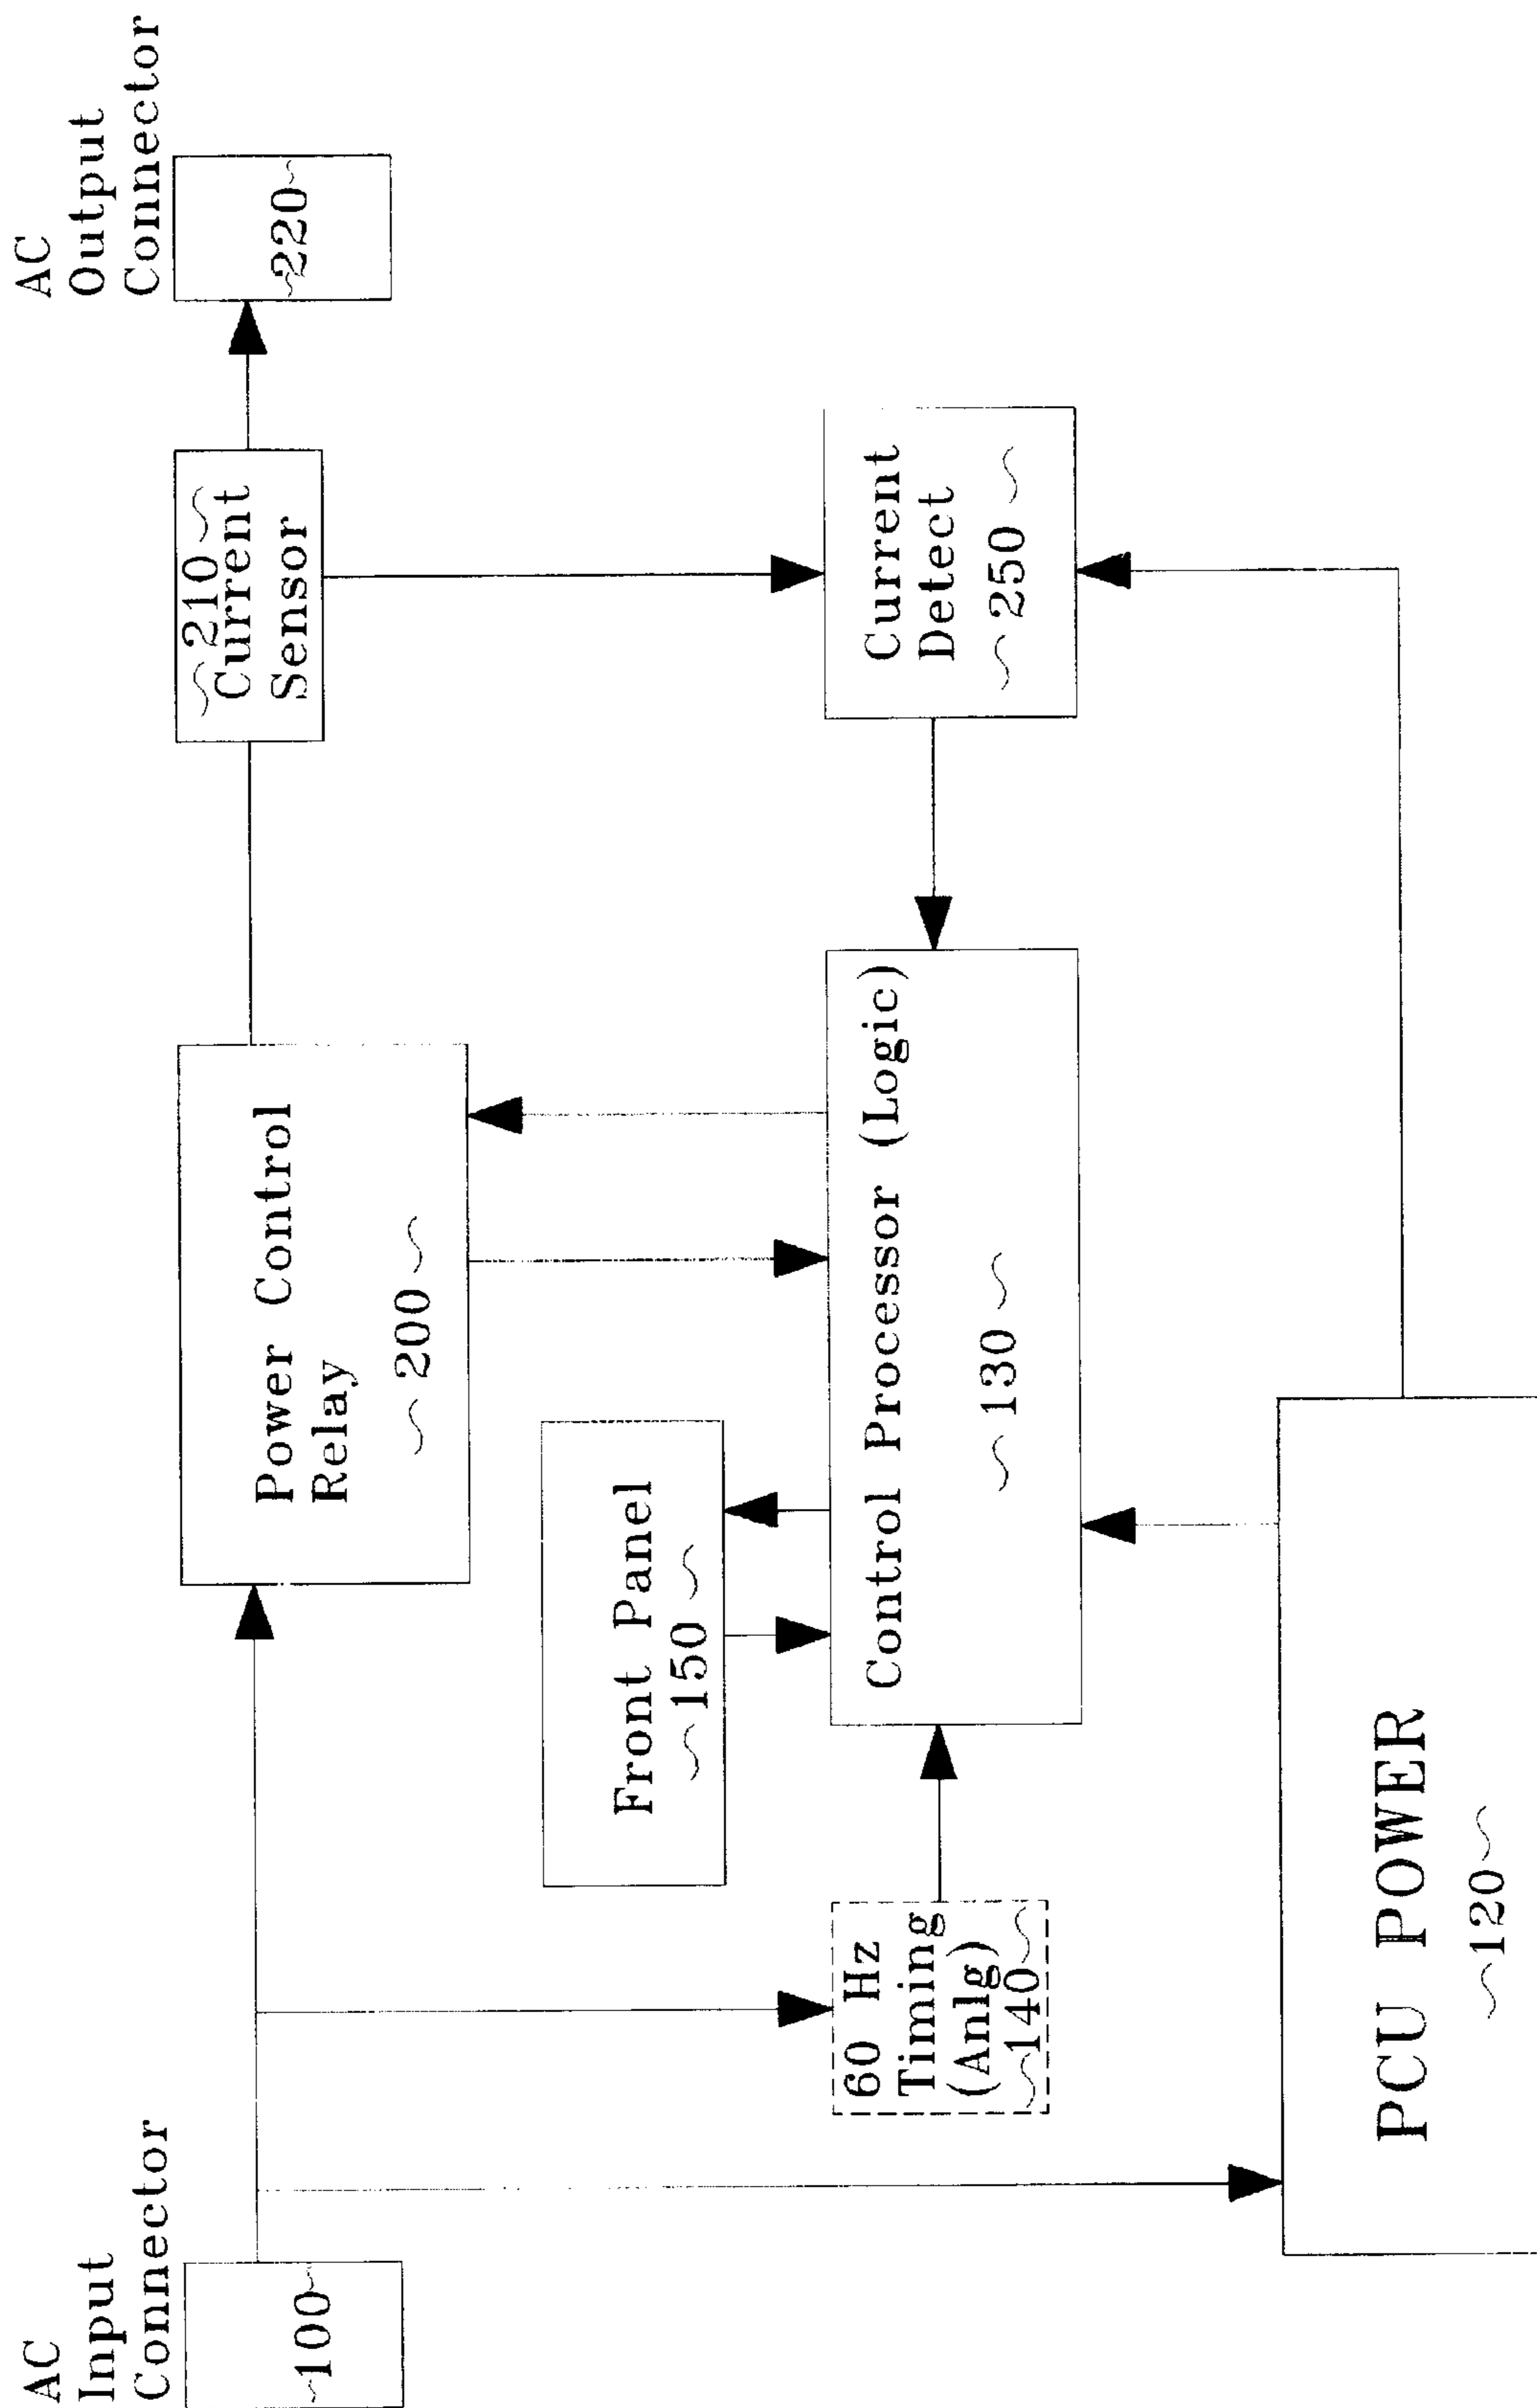 AC
Input
Connector
~100~
AC
Output
Connector
~220~
Power Control
Relay
~200~
~210~
Current
Sensor
Front Panel
~150~
60 Hz
Timing
(Anlg)
~140~
Control Processor (Logic)
~130~
Current
Detect
~250~
PCU POWER
~120~